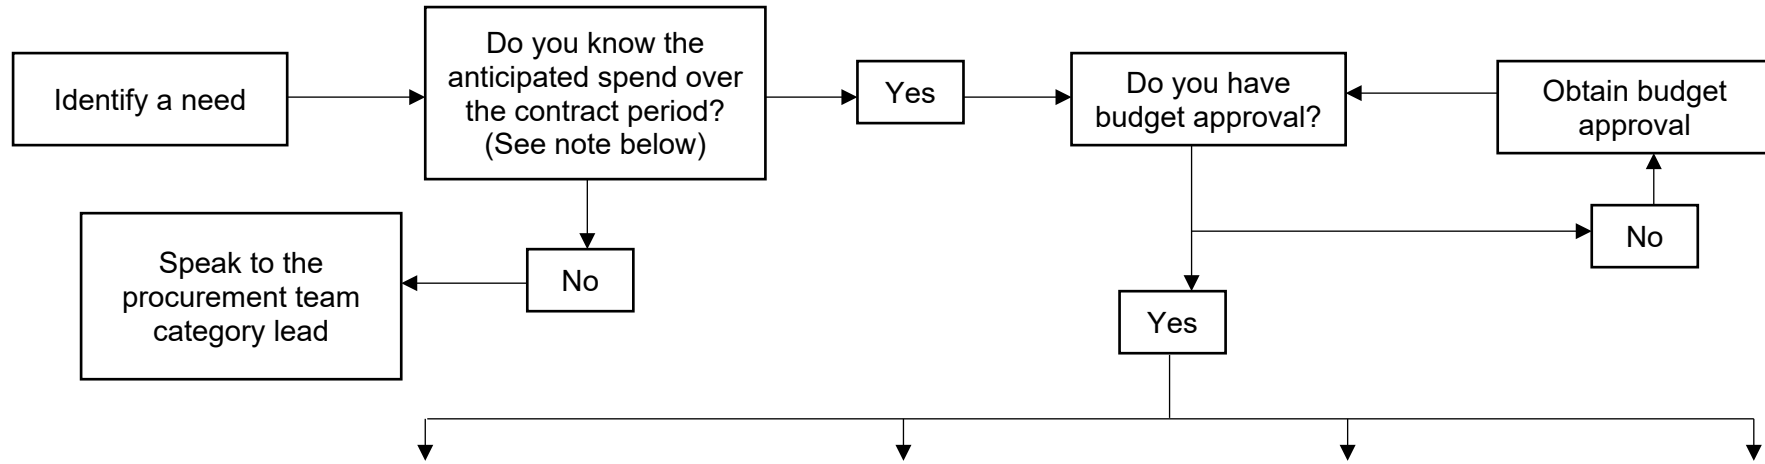 Identify a need
Do you know the
anticipated spend over
the contract period?
(See note below)
Yes
Do you have
budget approval?
Obtain budget
approval
No
Speak to the
procurement team
category lead
No
Yes